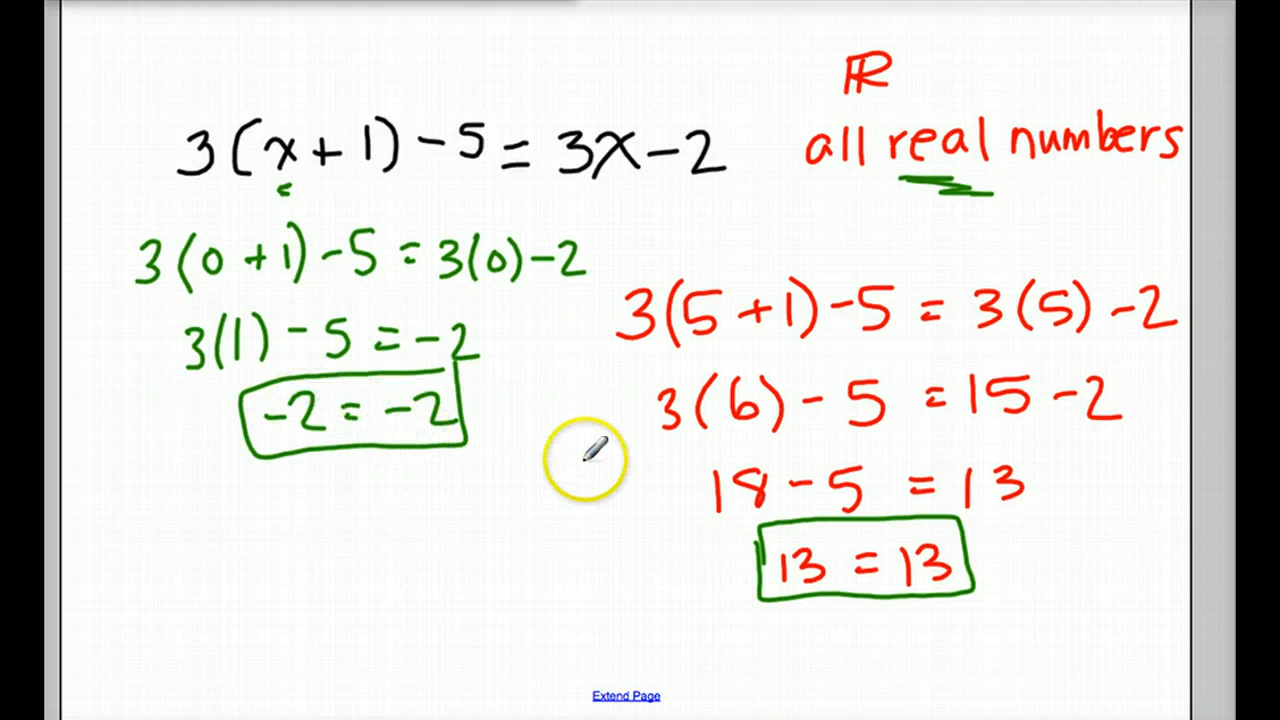 ℝ
all real numbers
3(x+1)-5=3x-2
3(0+1)-5=3(0)-2
3(1)-5=-2
-2=-2
3(5+1)-5=3(5)-2
3(6)-5=15-2
18-5=13
13=13
Extend Page